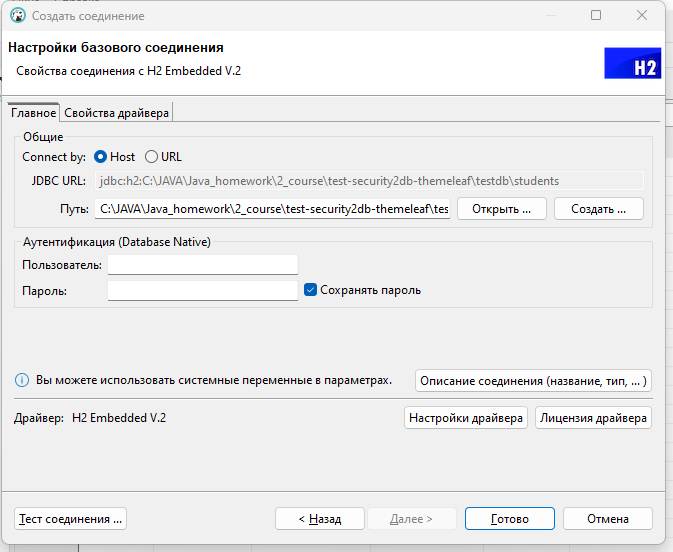 Создать соединение
Настройки базового соединения
Свойства соединения с H2 Embedded V.2
H2
Главное Свойства драйвера
Общие
Connect by: Host URL
JDBC URL: jdbc:h2:C:\JAVA\Java_homework\2_course\test-security2db-themeleaf\testdb\students
Путь: C:\JAVA\Java_homework\2_course\test-security2db-themeleaf\tes Открыть ... Создать ...
Аутентификация (Database Native)
Пользователь:
Пароль: Сохранять пароль
Вы можете использовать системные переменные в параметрах. Описание соединения (название, тип, ... )
Драйвер: H2 Embedded V.2 Настройки драйвера Лицензия драйвера
Тест соединения ... < Назад Далее > Готово Отмена